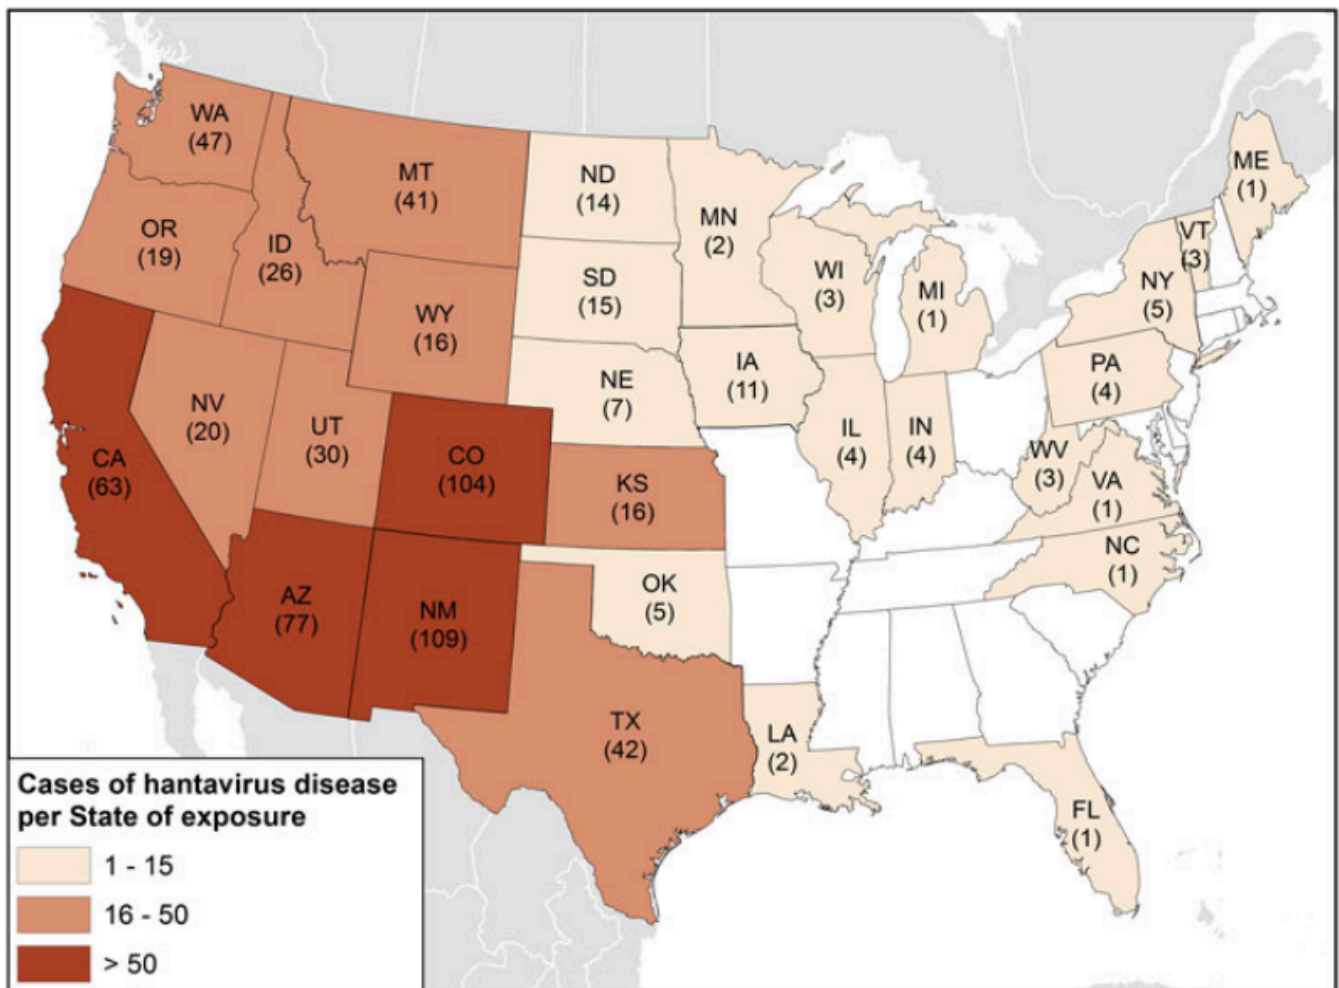 WA
(47)
MT
(41)
ND
(14)
MN
(2)
ME
(1)
OR
(19)
ID
(26)
VT
(3)
WY
(16)
SD
(15)
WI
(3)
MI
(1)
NY
(5)
NE
(7)
IA
(11)
PA
(4)
NV
(20)
UT
(30)
CO
(104)
IL
(4)
IN
(4)
WV
(3)
CA
(63)
KS
(16)
VA
(1)
NC
(1)
AZ
(77)
NM
(109)
OK
(5)
TX
(42)
LA
(2)
FL
(1)
Cases of hantavirus disease
per State of exposure
1 - 15
16 - 50
> 50